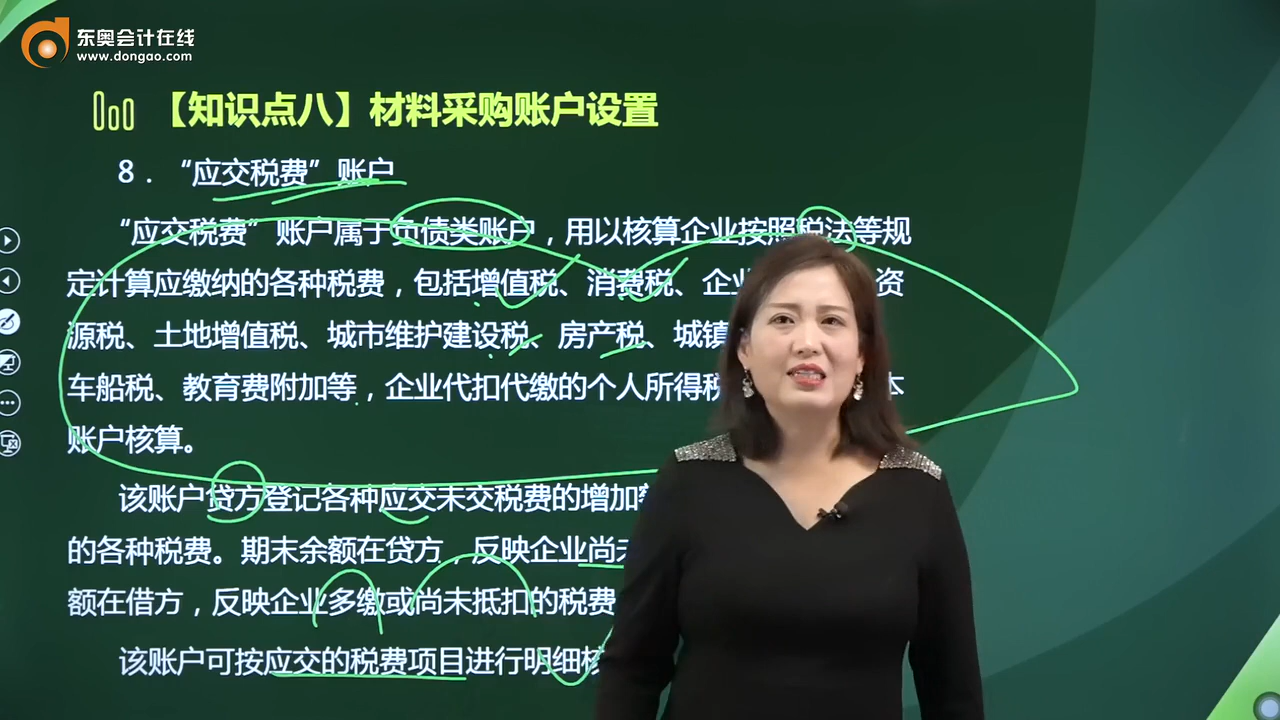 东奥会计在线
www.dongao.com
【知识点八】材料采购账户设置
8．“应交税费”账户
“应交税费”账户属于负债类账户，用以核算企业按照税法等规
定计算应缴纳的各种税费，包括增值税、消费税、企 资
源税、土地增值税、城市维护建设税、房产税、城镇
车船税、教育费附加等，企业代扣代缴的个人所得税 本
账户核算。
该账户贷方登记各种应交未交税费的增加
的各种税费。期末余额在贷方，反映企业尚
额在借方，反映企业多缴或尚未抵扣的税费
该账户可按应交的税费项目进行明细